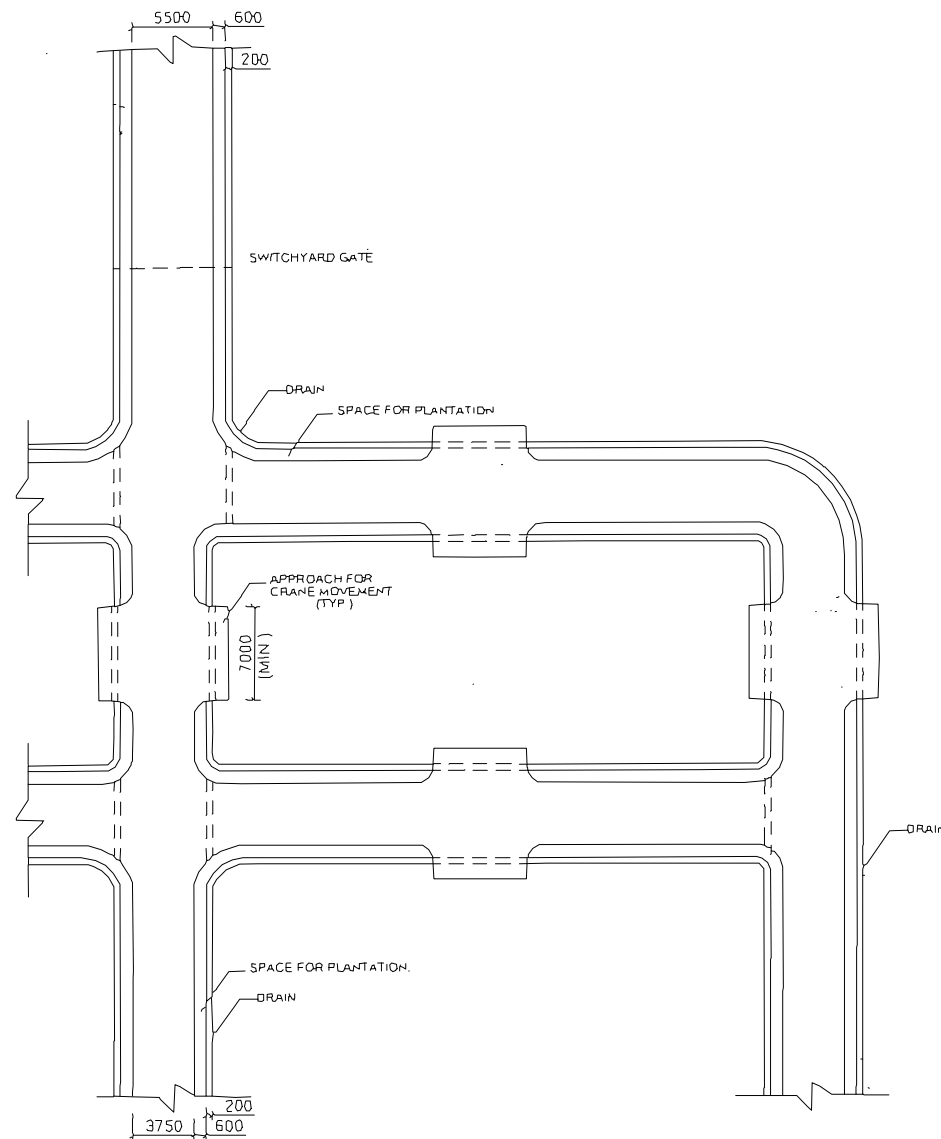 5500
600
200
SWITCHYARD GATE
DRAIN
SPACE FOR PLANTATION
APPROACH FOR
CRANE MOVEMENT
(TYP)
7000
(MIN)
DRAIN
SPACE FOR PLANTATION.
DRAIN
200
3750
600